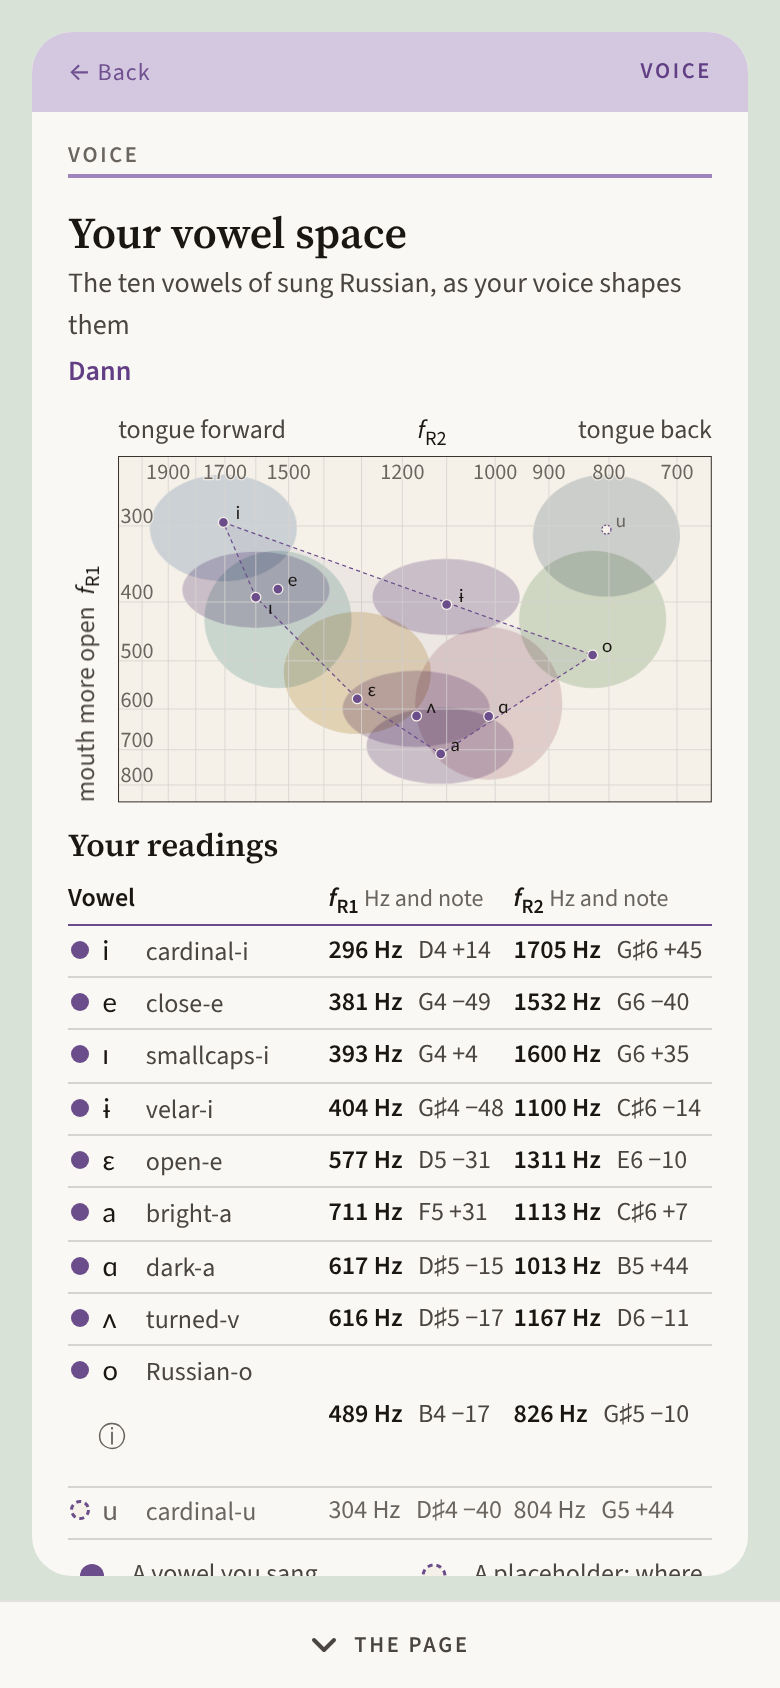 ← Back
VOICE
VOICE
Your vowel space
The ten vowels of sung Russian, as your voice shapes
them
Dann
tongue forward fR2 tongue back
1900 1700 1500 1200 1000 900 800 700
300
400
500
600
700
800
mouth more open fR1
i
u
e
ɪ
ɨ
o
ɛ
ʌ
ɑ
a
Your readings
Vowel fR1 Hz and note fR2 Hz and note
i cardinal-i 296 Hz D4 +14 1705 Hz G♯6 +45
e close-e 381 Hz G4 −49 1532 Hz G6 −40
ɪ smallcaps-i 393 Hz G4 +4 1600 Hz G6 +35
ɨ velar-i 404 Hz G♯4 −48 1100 Hz C♯6 −14
ɛ open-e 577 Hz D5 −31 1311 Hz E6 −10
a bright-a 711 Hz F5 +31 1113 Hz C♯6 +7
ɑ dark-a 617 Hz D♯5 −15 1013 Hz B5 +44
ʌ turned-v 616 Hz D♯5 −17 1167 Hz D6 −11
o Russian-o 489 Hz B4 −17 826 Hz G♯5 −10
ⓘ
u cardinal-u 304 Hz D♯4 −40 804 Hz G5 +44
A vowel you sang
A placeholder: where
THE PAGE